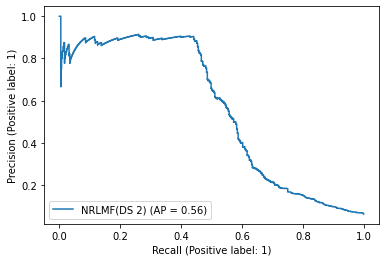 1.0
0.8
0.6
0.4
0.2
Precision (Positive label: 1)
NRLMF(DS 2) (AP = 0.56)
0.0 0.2 0.4 0.6 0.8 1.0
Recall (Positive label: 1)